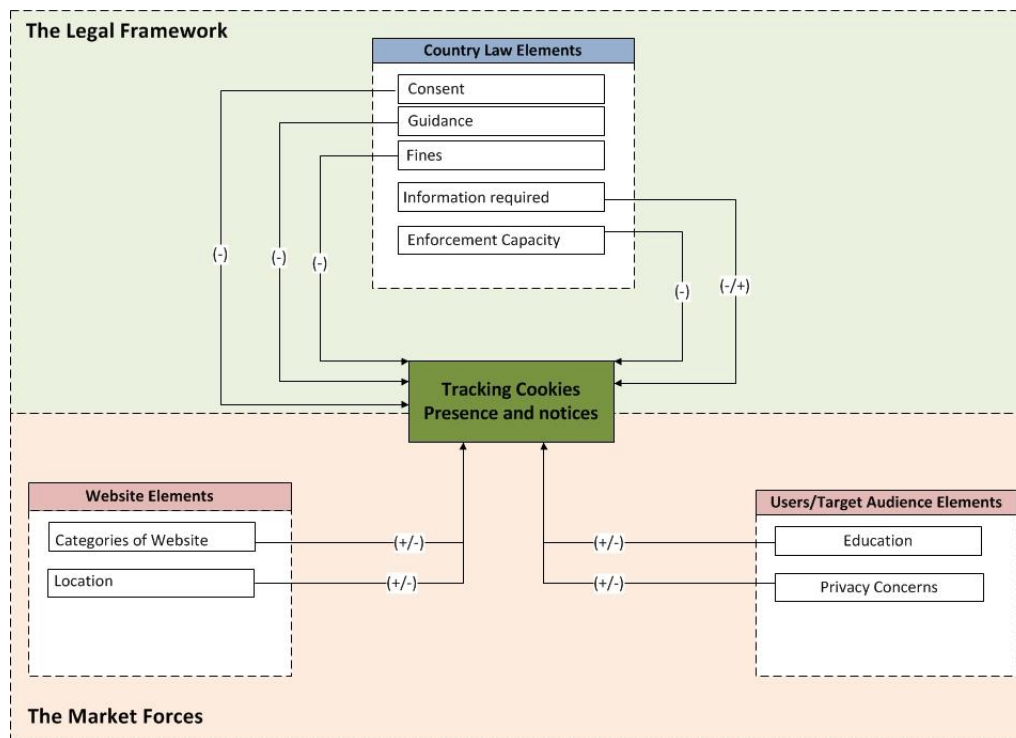 The Legal Framework
Country Law Elements
Consent
Guidance
Fines
Information required
Enforcement Capacity
(-)
(-)
(-)
(-)
(-/+)
Tracking Cookies
Presence and notices
Website Elements
Categories of Website
Location
(+/-)
(+/-)
Users/Target Audience Elements
(+/-)
Education
(+/-)
Privacy Concerns
The Market Forces